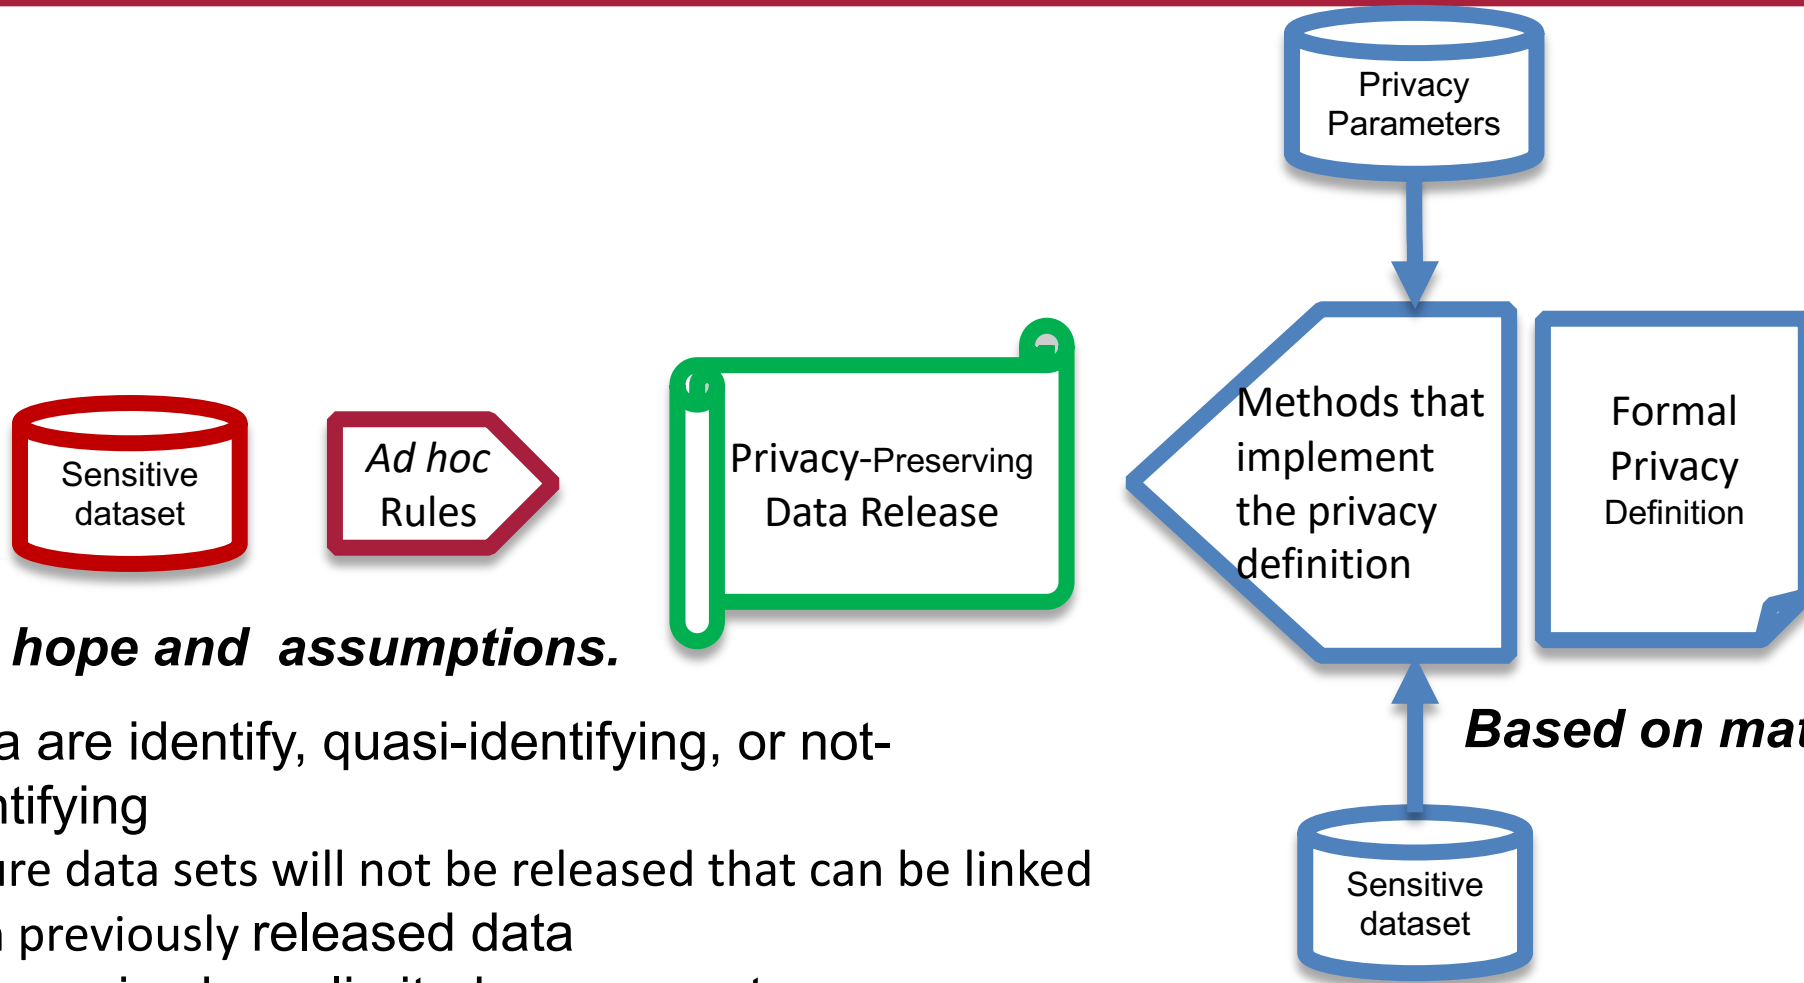 Privacy
Parameters
Sensitive
dataset
Ad hoc
Rules
Privacy-Preserving
Data Release
Methods that
implement
the privacy
definition
Formal
Privacy
Definition
hope and assumptions.
a are identify, quasi-identifying, or not-
ntifying
ure data sets will not be released that can be linked
previously released data
Based on mat
Sensitive
dataset